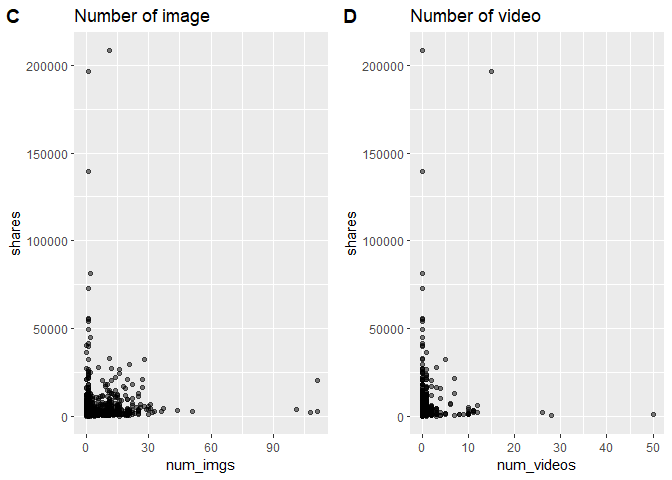 C Number of image
200000
150000
100000
50000
0
shares
0 30 60 90
num_imgs
D Number of video
200000
150000
100000
50000
0
shares
0 10 20 30 40 50
num_videos